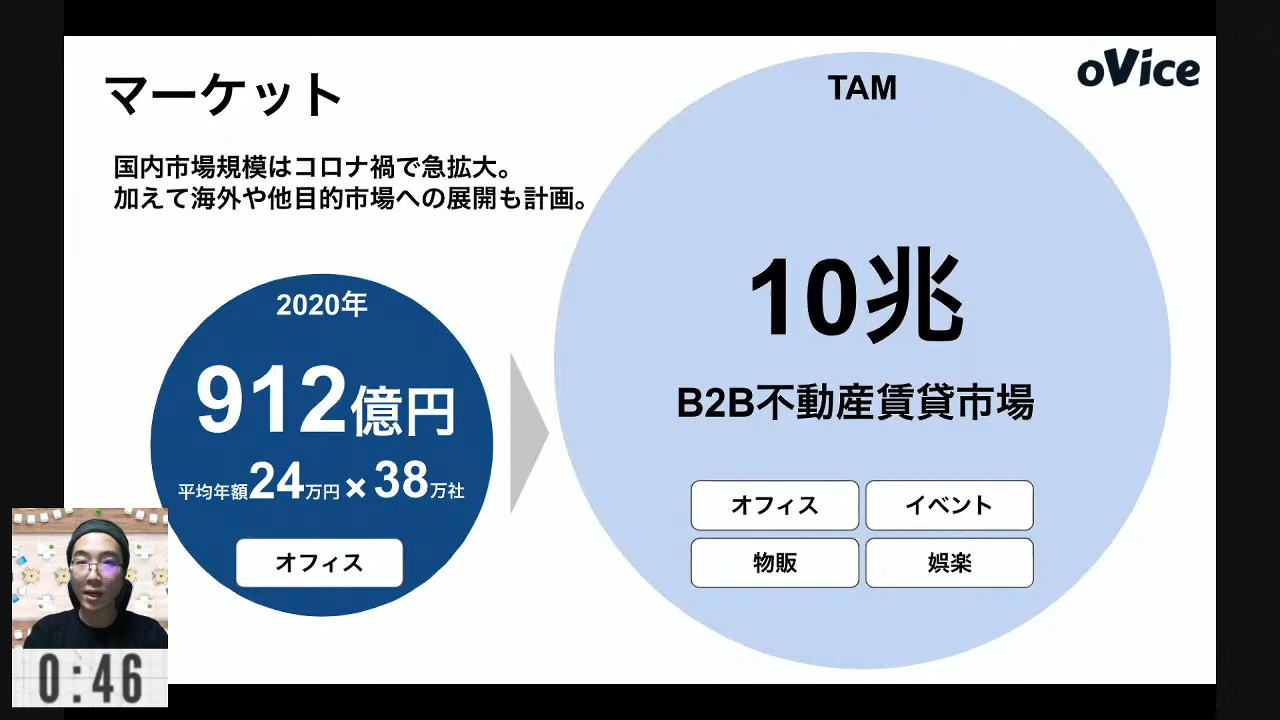 マーケット
oVice
国内市場規模はコロナ禍で急拡大。
加えて海外や他目的市場への展開も計画。
2020年
912億円
平均年額24万円×38万社
オフィス
TAM
10兆
B2B不動産賃貸市場
オフィス
イベント
物販
娯楽
0:46